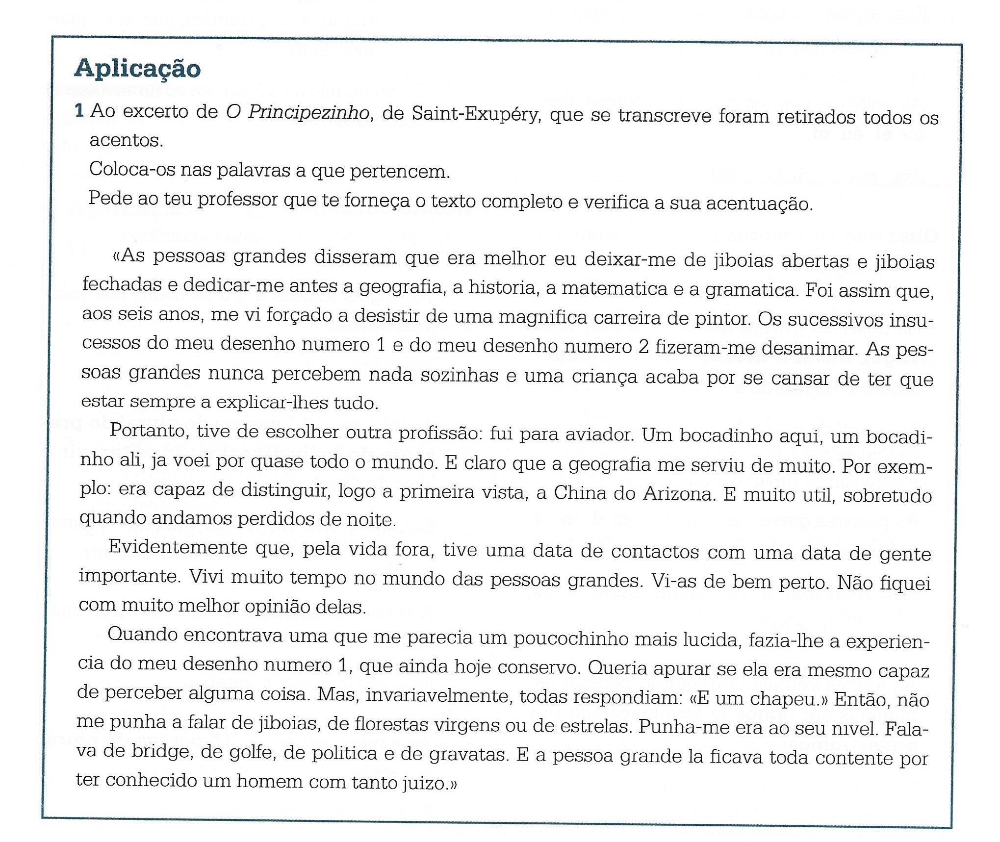 Aplicação
1 Ao excerto de O Principezinho, de Saint-Exupéry, que se transcreve foram retirados todos os
acentos.
Coloca-os nas palavras a que pertencem.
Pede ao teu professor que te forneça o texto completo e verifica a sua acentuação.
«As pessoas grandes disseram que era melhor eu deixar-me de jiboias abertas e jiboias
fechadas e dedicar-me antes a geografia, a historia, a matematica e a gramatica. Foi assim que,
aos seis anos, me vi forçado a desistir de uma magnifica carreira de pintor. Os sucessivos insu-
cessos do meu desenho numero 1 e do meu desenho numero 2 fizeram-me desanimar. As pes-
soas grandes nunca percebem nada sozinhas e uma criança acaba por se cansar de ter que
estar sempre a explicar-lhes tudo.
Portanto, tive de escolher outra profissão: fui para aviador. Um bocadinho aqui, um bocadi-
nho ali, ja voei por quase todo o mundo. E claro que a geografia me serviu de muito. Por exem-
plo: era capaz de distinguir, logo a primeira vista, a China do Arizona. E muito util, sobretudo
quando andamos perdidos de noite.
Evidentemente que, pela vida fora, tive uma data de contactos com uma data de gente
importante. Vivi muito tempo no mundo das pessoas grandes. Vi-as de bem perto. Não fiquei
com muito melhor opinião delas.
Quando encontrava uma que me parecia um poucochinho mais lucida, fazia-lhe a experien-
cia do meu desenho numero 1, que ainda hoje conservo. Queria apurar se ela era mesmo capaz
de perceber alguma coisa. Mas, invariavelmente, todas respondiam: «E um chapeu.» Então, não
me punha a falar de jiboias, de florestas virgens ou de estrelas. Punha-me era ao seu nıvel. Fala-
va de bridge, de golfe, de politica e de gravatas. E a pessoa grande la ficava toda contente por
ter conhecido um homem com tanto juizo.»